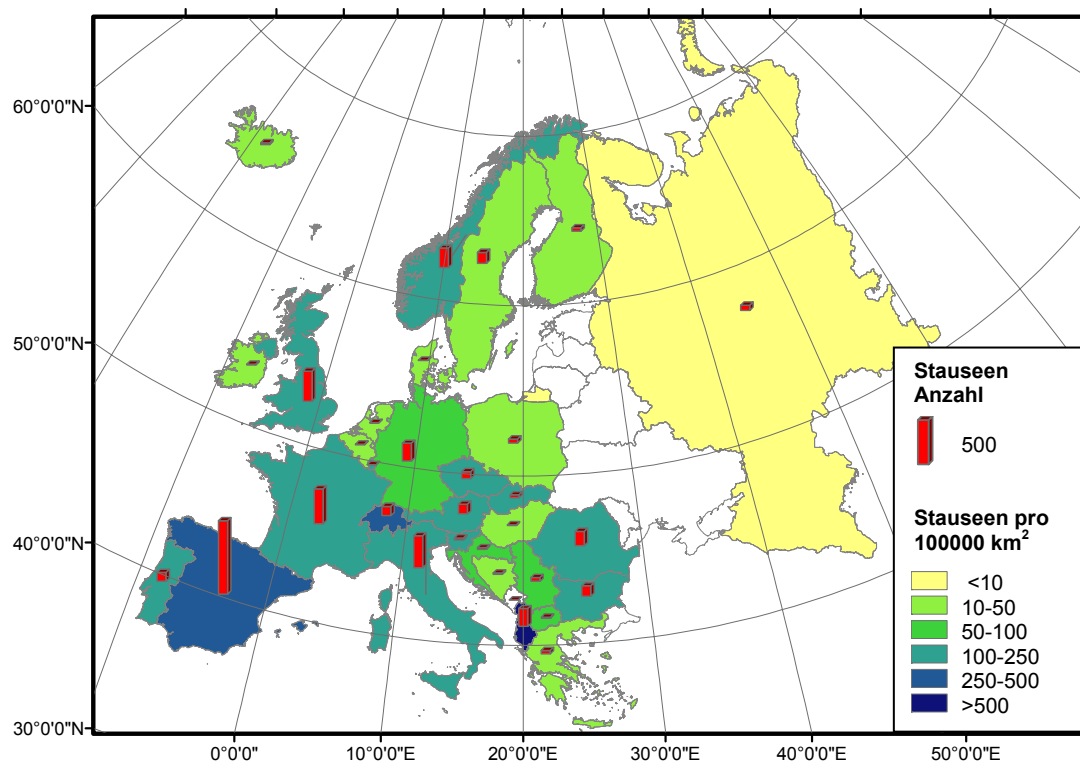 60°0'0"N
50°0'0"N
40°0'0"N
30°0'0"N
0°0'0"
10°0'0"E
20°0'0"E
30°0'0"E
40°0'0"E
50°0'0"E
Stauseen
Anzahl
500
Stauseen pro
100000 km²
<10
10-50
50-100
100-250
250-500
>500